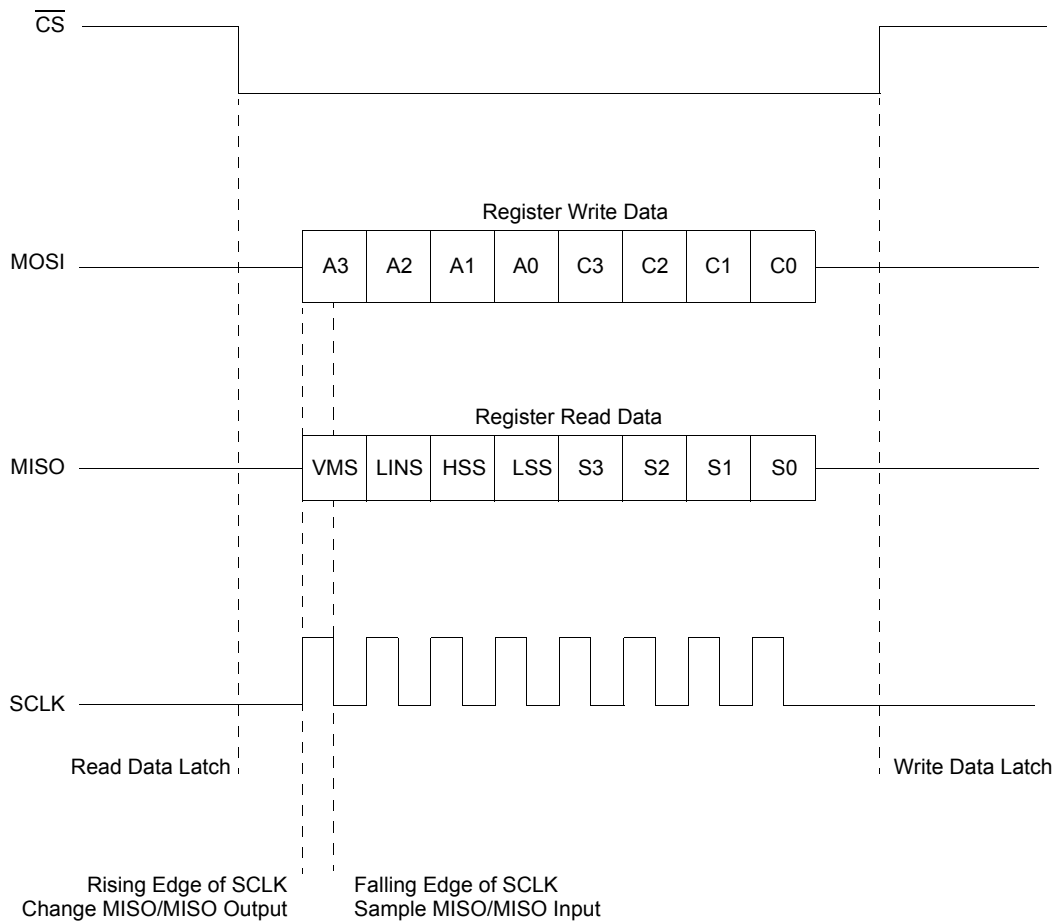 CS
Register Write Data
MOSI
A3 A2 A1 A0 C3 C2 C1 C0
Register Read Data
MISO
VMS LINS HSS LSS S3 S2 S1 S0
SCLK
Read Data Latch
Write Data Latch
Rising Edge of SCLK
Change MISO/MISO Output
Falling Edge of SCLK
Sample MISO/MISO Input